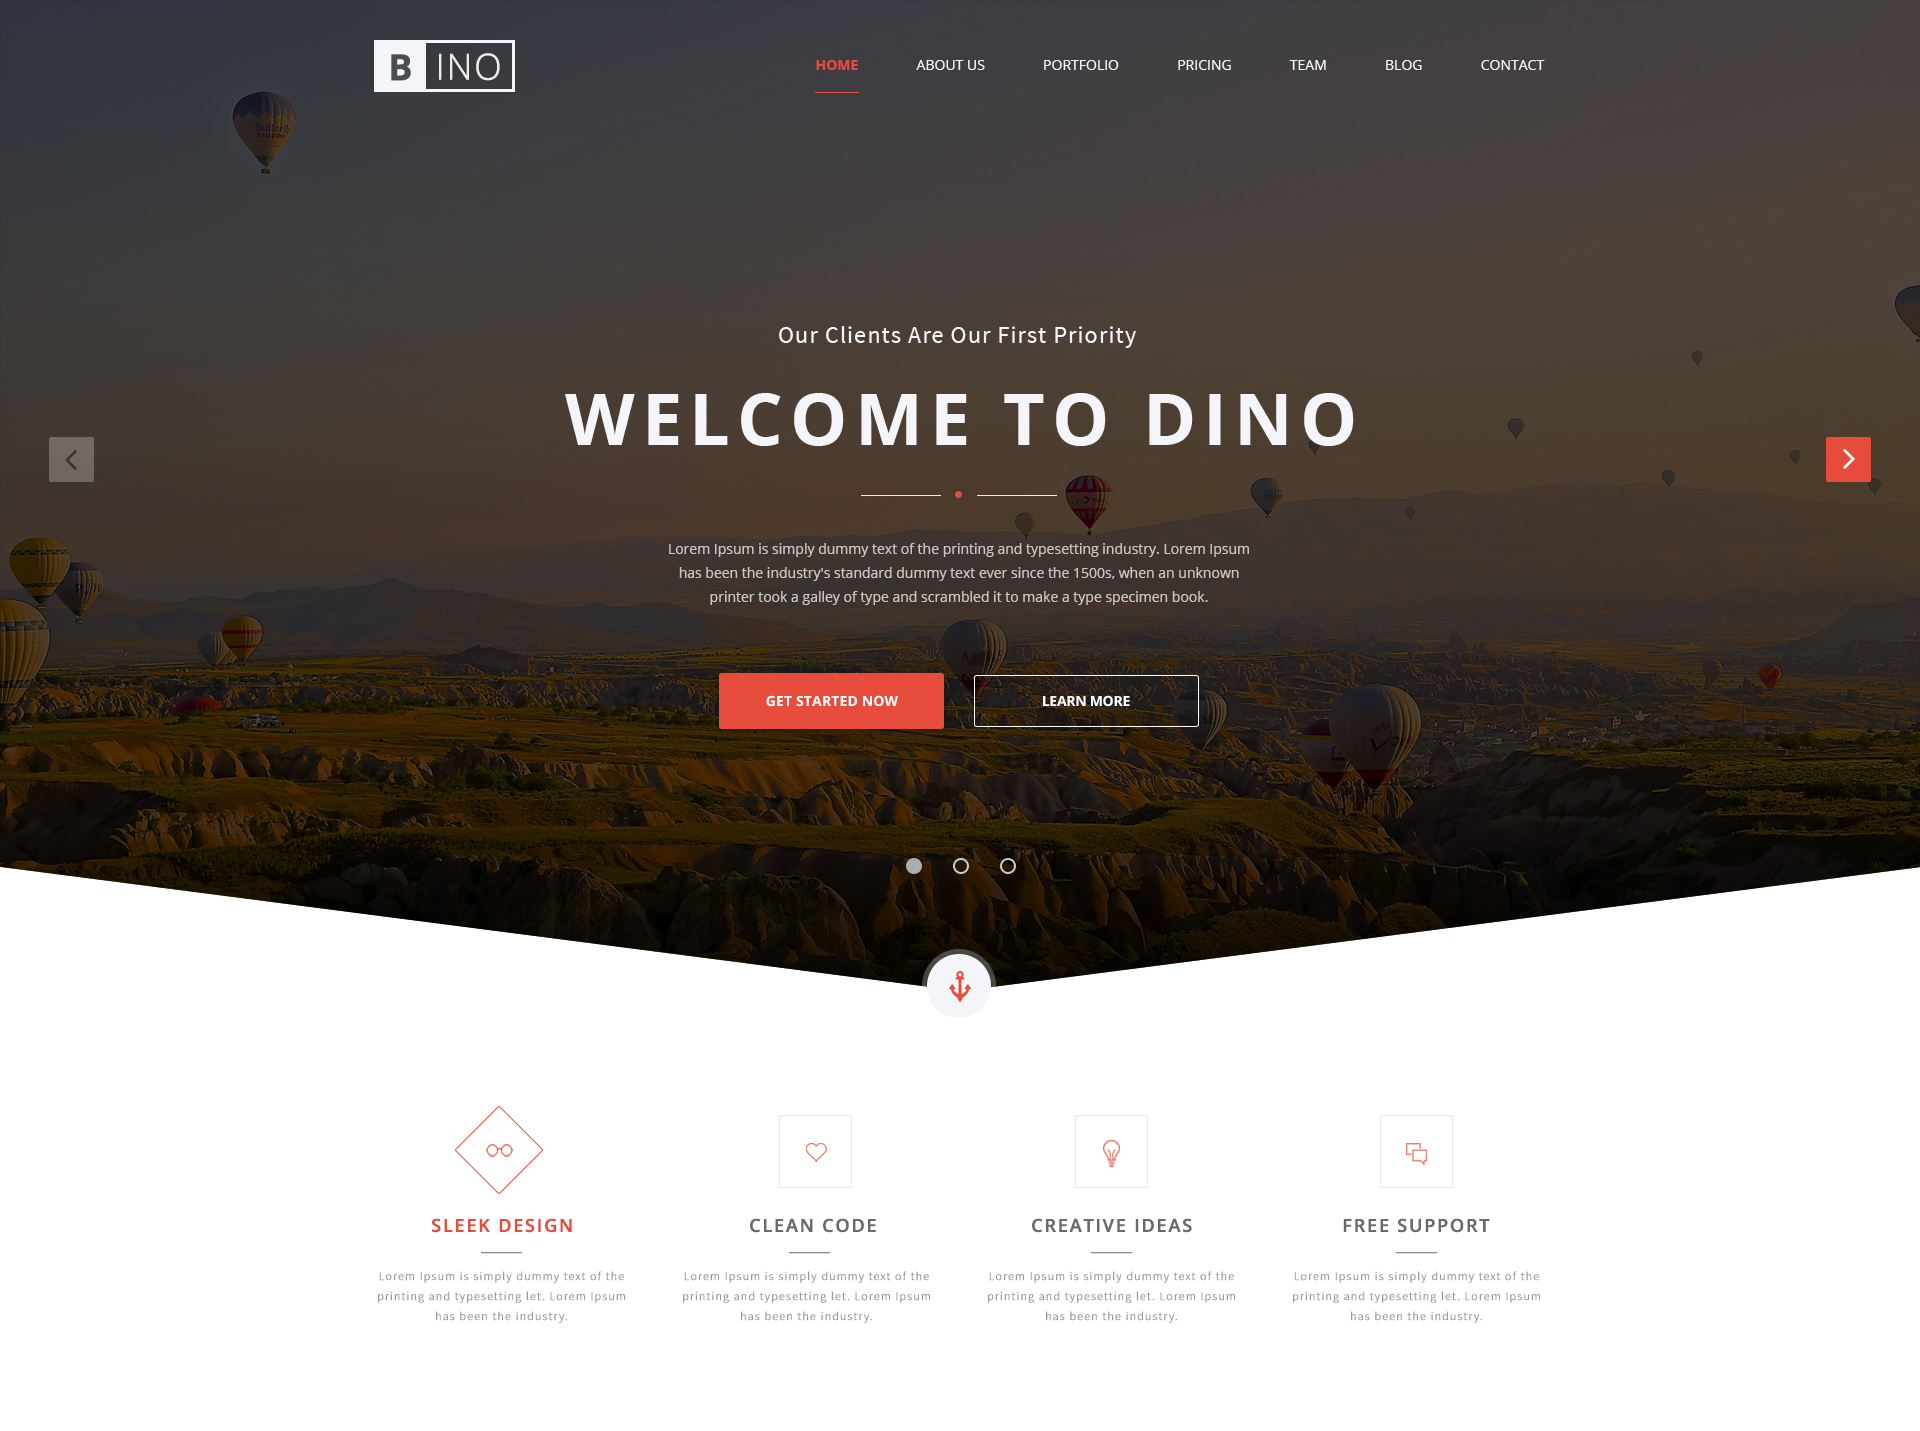 B INO
HOME ABOUT US PORTFOLIO PRICING TEAM BLOG CONTACT
Our Clients Are Our First Priority
WELCOME TO DINO
Lorem Ipsum is simply dummy text of the printing and typesetting industry. Lorem Ipsum
has been the industry's standard dummy text ever since the 1500s, when an unknown
printer took a galley of type and scrambled it to make a type specimen book.
GET STARTED NOW
LEARN MORE
SLEEK DESIGN
Lorem Ipsum is simply dummy text of the
printing and typesetting let. Lorem Ipsum
has been the industry.
CLEAN CODE
Lorem Ipsum is simply dummy text of the
printing and typesetting let. Lorem Ipsum
has been the industry.
CREATIVE IDEAS
Lorem Ipsum is simply dummy text of the
printing and typesetting let. Lorem Ipsum
has been the industry.
FREE SUPPORT
Lorem Ipsum is simply dummy text of the
printing and typesetting let. Lorem Ipsum
has been the industry.